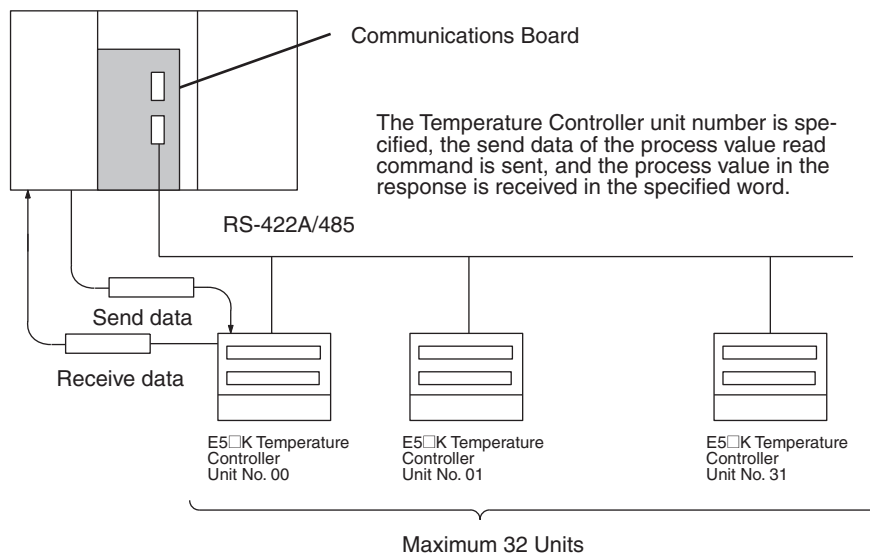 Communications Board
The Temperature Controller unit number is spe-
cified, the send data of the process value read
command is sent, and the process value in the
response is received in the specified word.
RS-422A/485
Send data
Receive data
E5□K Temperature
Controller
Unit No. 00
E5□K Temperature
Controller
Unit No. 01
E5□K Temperature
Controller
Unit No. 31
Maximum 32 Units